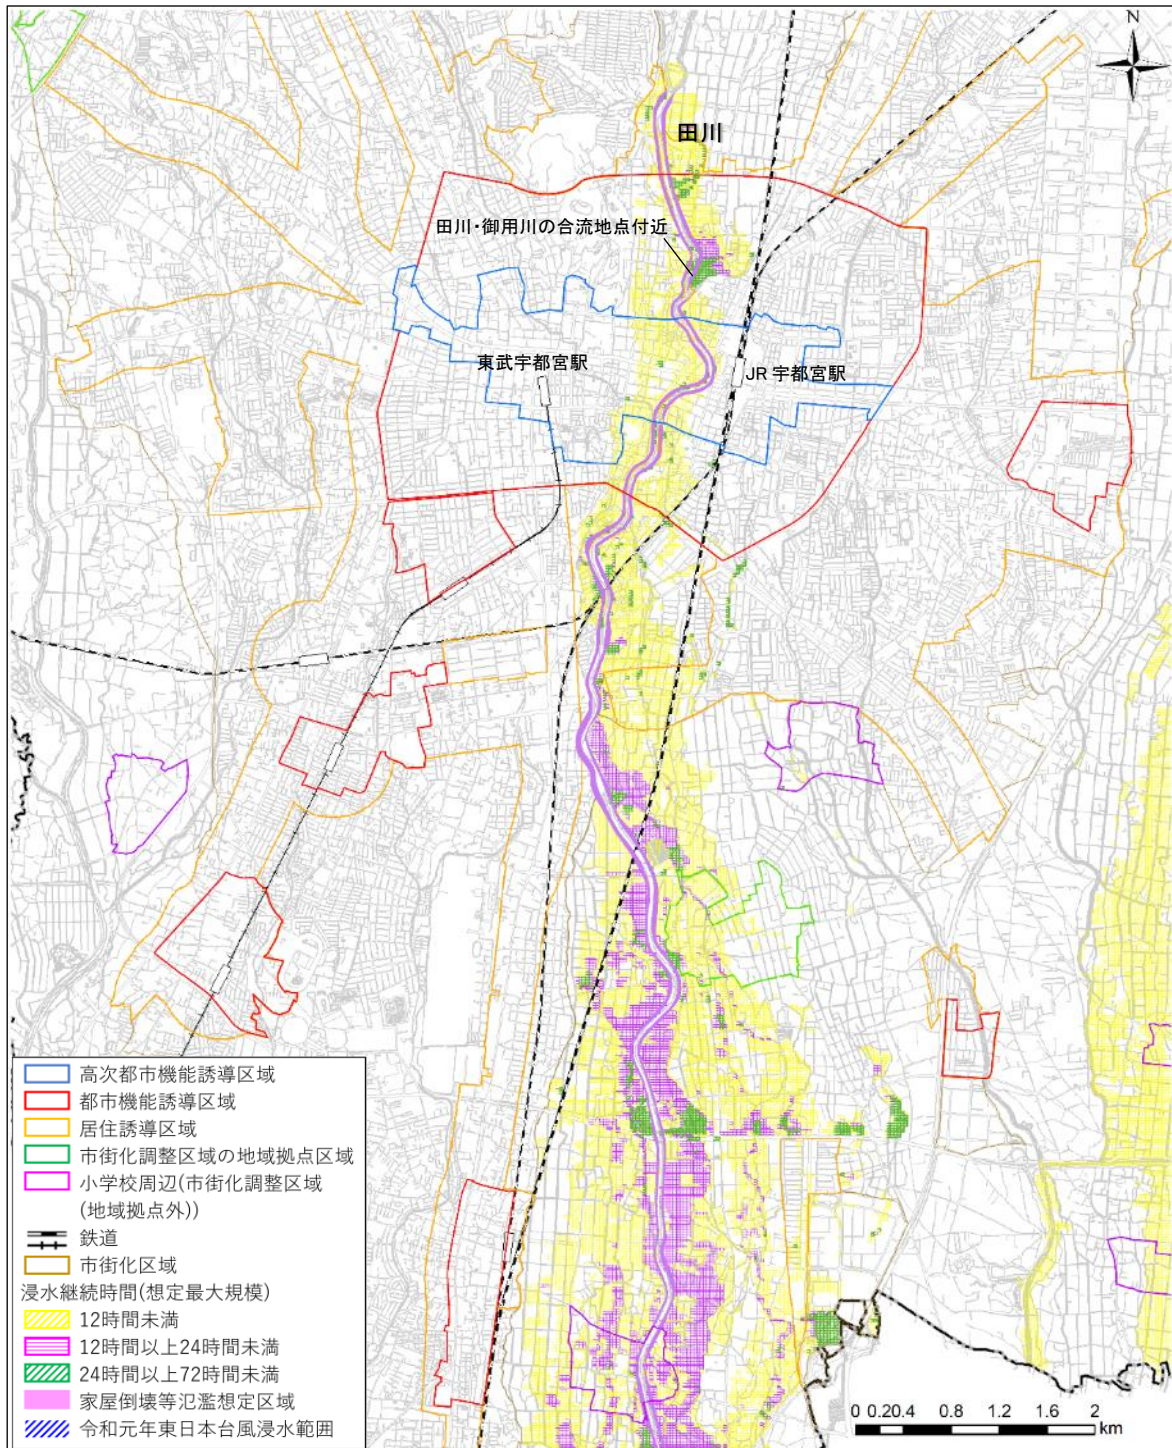 N
田川
田川・御用川の合流地点付近
東武宇都宮駅
JR 宇都宮駅
高次都市機能誘導区域
都市機能誘導区域
居住誘導区域
市街化調整区域の地域拠点区域
小学校周辺(市街化調整区域
(地域拠点外))
鉄道
市街化区域
浸水継続時間(想定最大規模)
12時間未満
12時間以上24時間未満
24時間以上72時間未満
家屋倒壊等氾濫想定区域
令和元年東日本台風浸水範囲
0 0.20.4 0.8 1.2 1.6 2
km